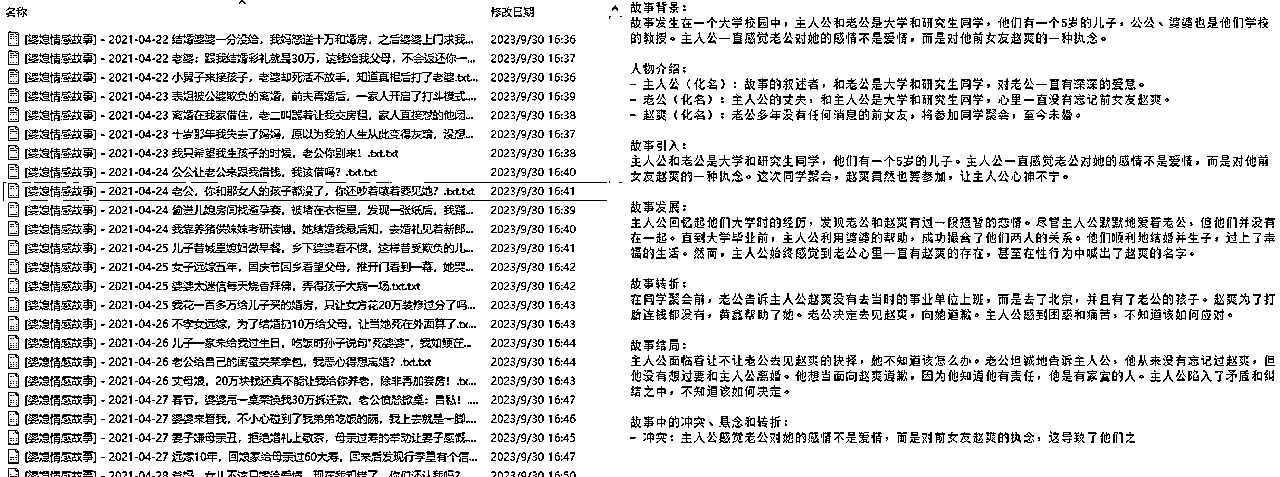 名称 修改日期
[婆媳情感故事] - 2021-04-22 结婚婆婆一分没给，我妈怒送十万和婚房，之后婆婆上门求我... 2023/9/30 16:36
[婆媳情感故事] - 2021-04-22 老婆：跟我结婚彩礼就是30万，这钱给我父母，不会返还你一... 2023/9/30 16:37
[婆媳情感故事] - 2021-04-22 小舅子来接孩子，老婆却死活不放手，知道真相后打了老婆.txt... 2023/9/30 16:36
[婆媳情感故事] - 2021-04-23 表姐被公婆欺负的离婚，前夫再婚后，一家人开启了打斗模式.... 2023/9/30 16:39
[婆媳情感故事] - 2021-04-23 离婚在我家借住，老二叫嚣着让我交房租，家人直接怼的他闭... 2023/9/30 16:38
[婆媳情感故事] - 2021-04-23 十岁那年我失去了妈妈，原以为我的人生从此变得灰暗，没想... 2023/9/30 16:37
[婆媳情感故事] - 2021-04-23 我只希望我生孩子的时候，老公你别来！.txt.txt 2023/9/30 16:38
[婆媳情感故事] - 2021-04-24 公公让老公来跟我借钱，我该借吗？.txt.txt 2023/9/30 16:40
[婆媳情感故事] - 2021-04-24 老公，你和那女人的孩子都没了，你还吵着嚷着要见她？.txt.txt 2023/9/30 16:41
[婆媳情感故事] - 2021-04-24 偷溜儿媳房间找避孕套，被堵在衣柜里，发现一张纸后，我踹... 2023/9/30 16:39
[婆媳情感故事] - 2021-04-24 我靠养猪供妹妹考研读博，她结婚我最后知，去婚礼见着新郎... 2023/9/30 16:40
[婆媳情感故事] - 2021-04-25 儿子替城里媳妇做早餐，乡下婆婆看不惯，这样替受欺负的儿... 2023/9/30 16:41
[婆媳情感故事] - 2021-04-25 女子远嫁五年，国庆节回乡看望父母，推开门看到一幕，她哭... 2023/9/30 16:42
[婆媳情感故事] - 2021-04-25 婆婆太迷信每天烧香拜佛，弄得孩子大病一场.txt.txt 2023/9/30 16:42
[婆媳情感故事] - 2021-04-25 我花一百多万给儿子买的婚房，只让女方花20万装修过分了吗... 2023/9/30 16:43
[婆媳情感故事] - 2021-04-26 不孝女远嫁，为了结婚扔10万给父母，让当她死在外面算了.tx... 2023/9/30 16:43
[婆媳情感故事] - 2021-04-26 儿子一家来给我过生日，吃饭时孙子说句“死婆婆”，我如梗在... 2023/9/30 16:44
[婆媳情感故事] - 2021-04-26 老公给自己的闺蜜夹菜拿包，我恶心得想离婚？.txt.txt 2023/9/30 16:44
[婆媳情感故事] - 2021-04-26 丈母娘，20万块钱还真不能让我给你养老，除非再加套房！.txt... 2023/9/30 16:44
[婆媳情感故事] - 2021-04-27 春节，婆婆用一桌菜换我30万拆迁款，老公愤怒掀桌：自私！.... 2023/9/30 16:47
[婆媳情感故事] - 2021-04-27 婆婆来看我，不小心碰到了我弟弟吃饭的碗，我上去就是一脚.... 2023/9/30 16:46
[婆媳情感故事] - 2021-04-27 妻子嫌母亲丑，拒绝婚礼上敬茶，母亲过寿的举动让妻子感慨... 2023/9/30 16:45
[婆媳情感故事] - 2021-04-27 远嫁10年，回娘家给母亲过60大寿，回来后发现行李里有个信... 2023/9/30 16:47
故事背景：
故事发生在一个大学校园中，主人公和老公是大学和研究生同学，他们有一个5岁的儿子，公公、婆婆也是他们学校
的教授。主人公一直感觉老公对她的感情不是爱情，而是对他前女友赵爽的一种执念。
人物介绍：
- 主人公（化名）：故事的叙述者，和老公是大学和研究生同学，对老公一直有深深的爱意。
- 老公（化名）：主人公的丈夫，和主人公是大学和研究生同学，心里一直没有忘记前女友赵爽。
- 赵爽（化名）：老公多年没有任何消息的前女友，将参加同学聚会，至今未婚。
故事引入：
主人公和老公是大学和研究生同学，他们有一个5岁的儿子。主人公一直感觉老公对她的感情不是爱情，而是对他前
女友赵爽的一种执念。这次同学聚会，赵爽竟然也要参加，让主人公心神不宁。
故事发展：
主人公回忆起他们大学时的经历，发现老公和赵爽有过一段短暂的恋情。尽管主人公默默地爱着老公，但他们并没有
在一起。直到大学毕业前，主人公利用婆婆的帮助，成功撮合了他们两人的关系。他们顺利地结婚并生子，过上了幸
福的生活。然而，主人公始终感觉到老公心里一直有赵爽的存在，甚至在性行为中喊出了赵爽的名字。
故事转折：
在同学聚会前，老公告诉主人公赵爽没有去当时的事业单位上班，而是去了北京，并且有了老公的孩子。赵爽为了打
胎连钱都没有，黄鑫帮助了她。老公决定去见赵爽，向她道歉。主人公感到困惑和痛苦，不知道该如何应对。
故事结局：
主人公面临着让不让老公去见赵爽的抉择，她不知道该怎么办。老公坦诚地告诉主人公，他从来没有忘记过赵爽，但
他没有想过要和主人公离婚。他想当面向赵爽道歉，因为他知道他有责任，他是有家室的人。主人公陷入了矛盾和纠
结之中，不知道该如何决定。
故事中的冲突、悬念和转折：
- 冲突：主人公感觉老公对她的感情不是爱情，而是对前女友赵爽的执念，这导致了他们之